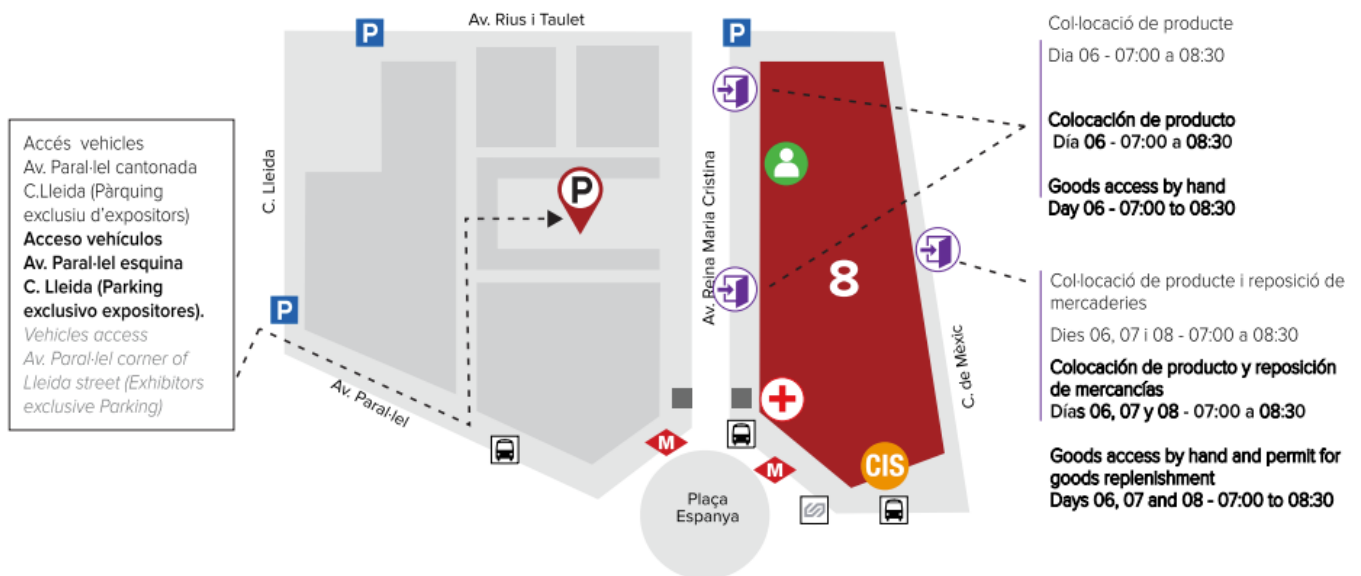 Av. Rius i Taulet
P
P
Col·locació de producte
Dia 06 - 07:00 a 08:30
Colocación de producto
Día 06 - 07:00 a 08:30
Goods access by hand
Day 06 - 07:00 to 08:30
Accés vehicles
Av. Paral·lel cantonada
C.Lleida (Pàrquing
exclusiu d'expositors)
Acceso vehículos
Av. Paral·lel esquina
C. Lleida (Parking
exclusivo expositores).
Vehicles access
Av. Paral·lel corner of
Lleida street (Exhibitors
exclusive Parking)
C. Lleida
P
Av. Reina Maria Cristina
8
P
Av. Paral·lel
C. de Mèxic
Col·locació de producte i reposició de
mercaderies
Dies 06, 07 i 08 - 07:00 a 08:30
Colocación de producto y reposición
de mercancías
Días 06, 07 y 08 - 07:00 a 08:30
Goods access by hand and permit for
goods replenishment
Days 06, 07 and 08 - 07:00 to 08:30
M
M
CIS
Plaça
Espanya